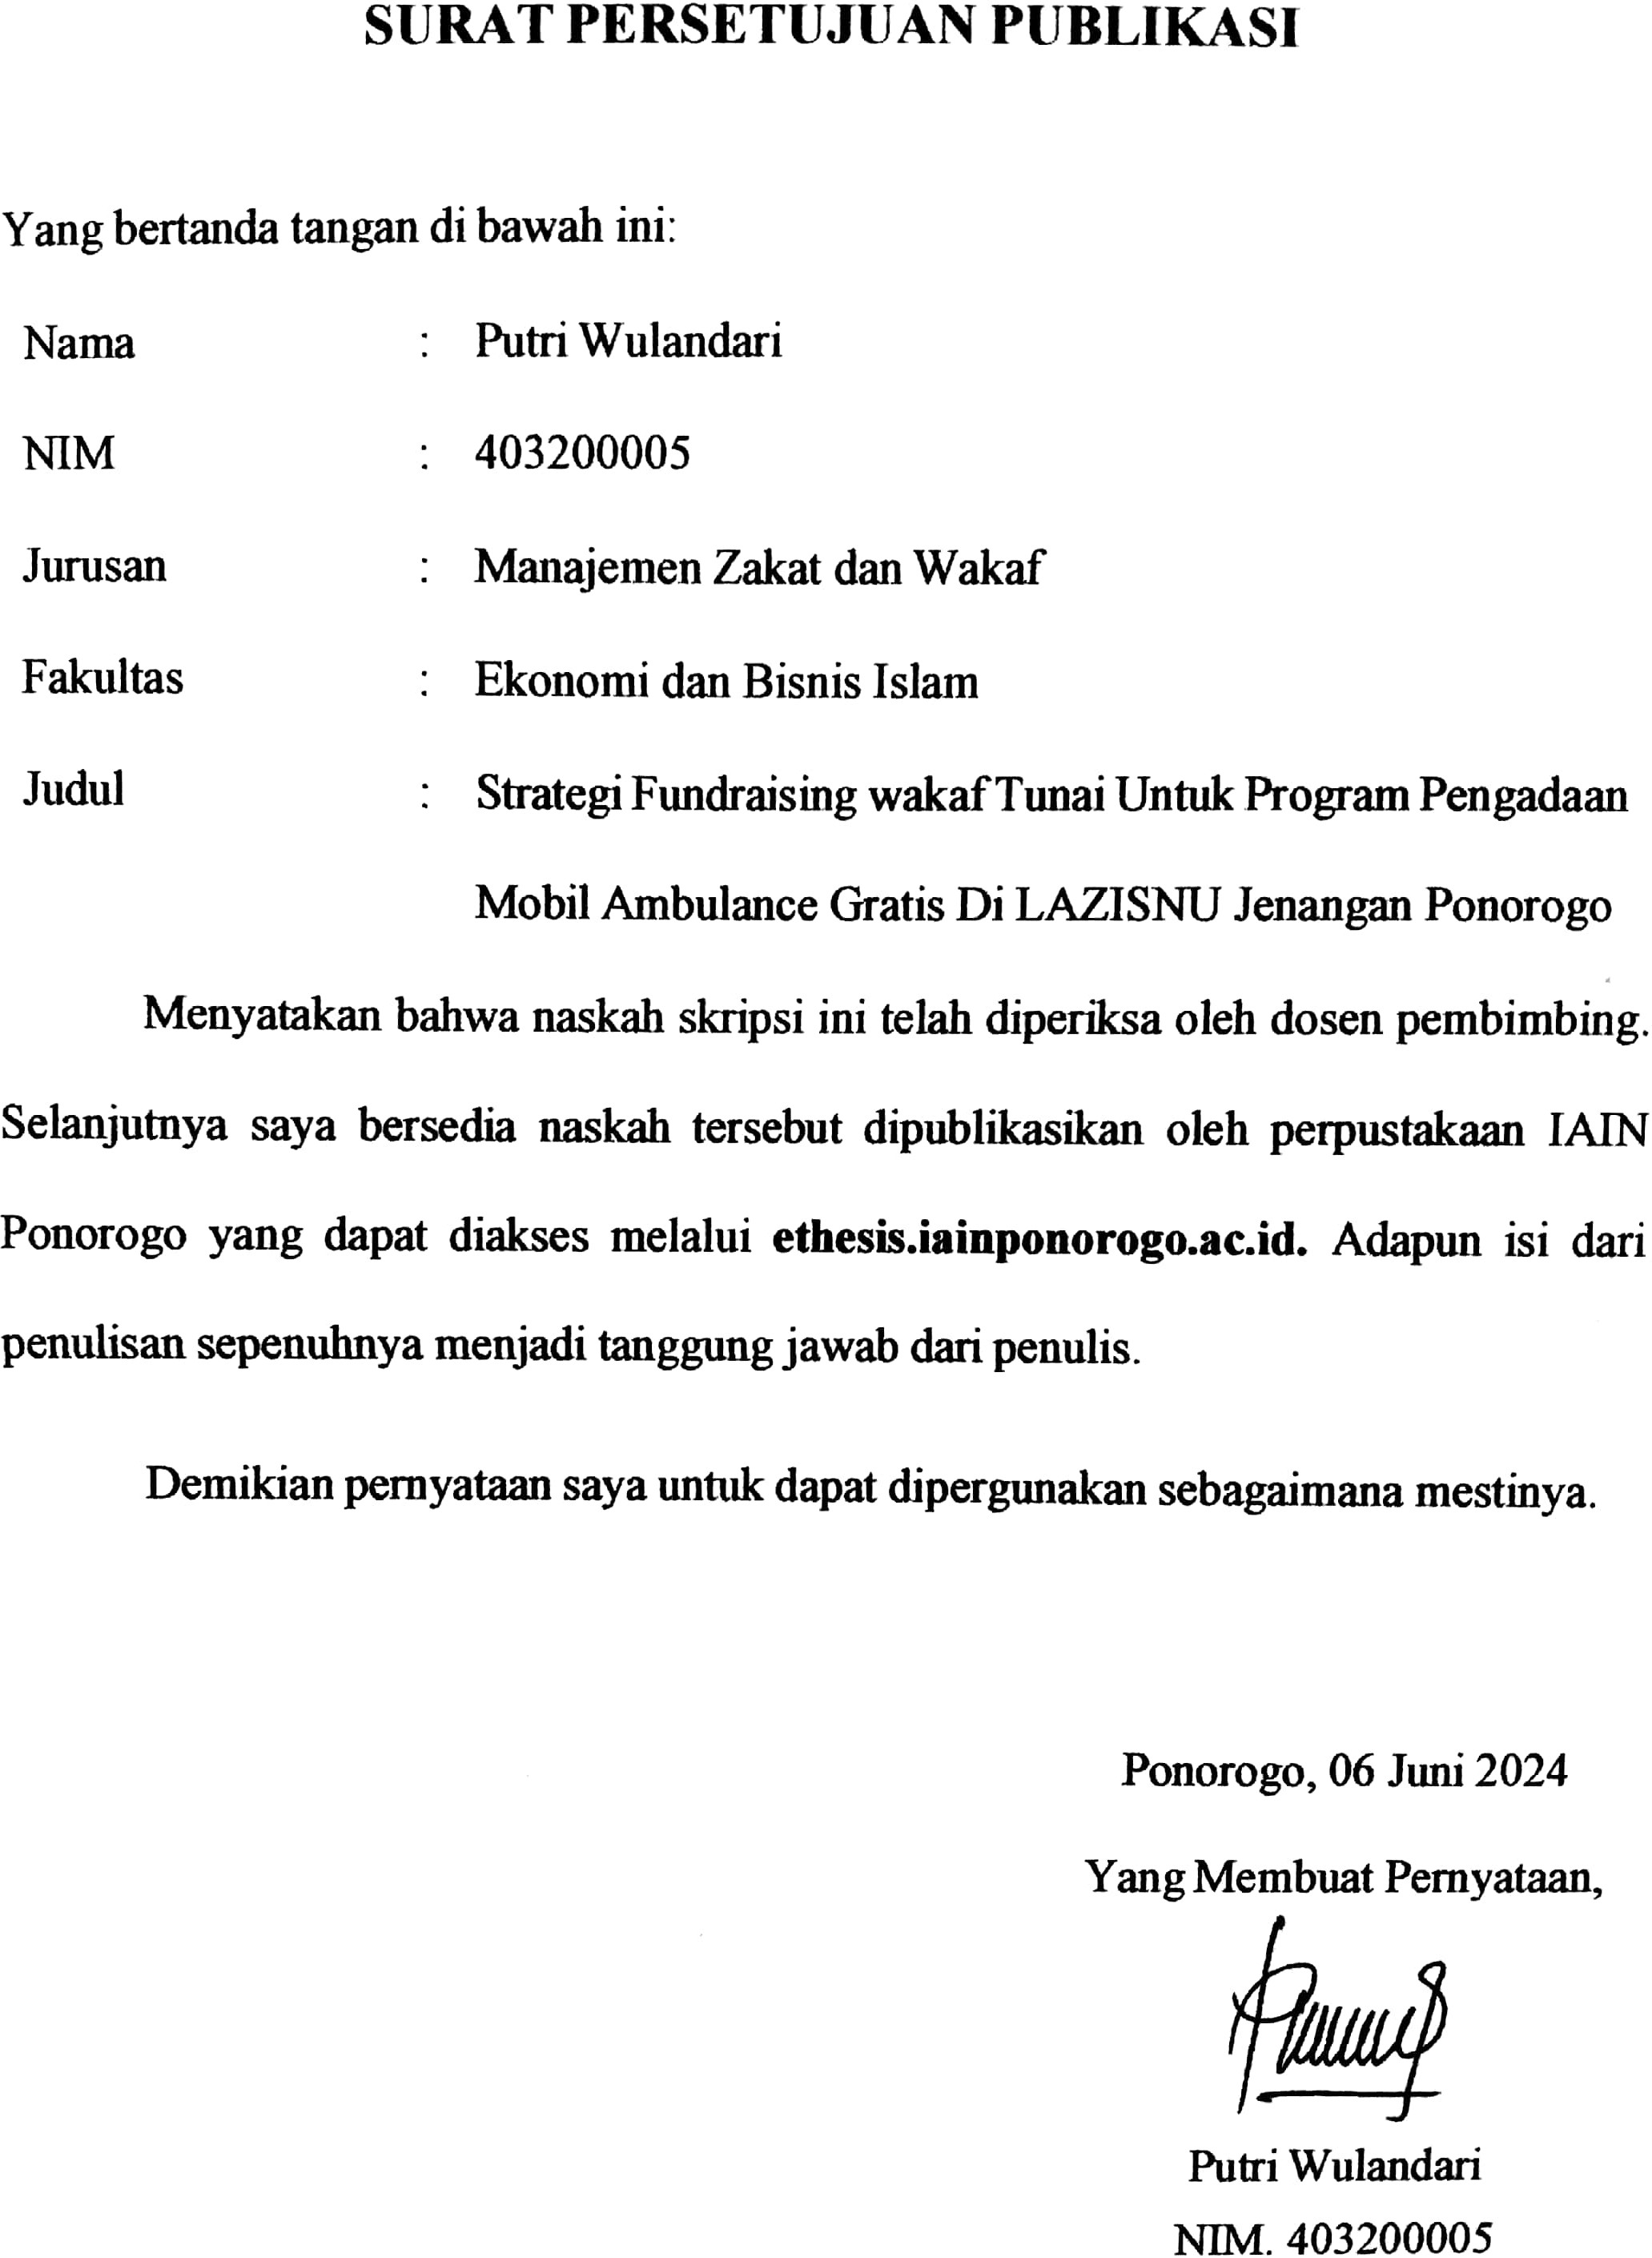 SURAT PERSETUJUAN PUBLIKASI
Yang bertanda tangan di bawah ini:
Nama : Putri Wulandari
NIM : 403200005
Jurusan : Manajemen Zakat dan Wakaf
Fakultas : Ekonomi dan Bisnis Islam
Judul : Strategi Fundraising wakaf Tunai Untuk Program Pengadaan
Mobil Ambulance Gratis Di LAZISNU Jenangan Ponorogo
Menyatakan bahwa naskah skripsi ini telah diperiksa oleh dosen pembimbing.
Selanjutnya saya bersedia naskah tersebut dipublikasikan oleh perpustakaan IAIN
Ponorogo yang dapat diakses melalui ethesis.iainponorogo.ac.id. Adapun isi dari
penulisan sepenuhnya menjadi tanggung jawab dari penulis.
Demikian pernyataan saya untuk dapat dipergunakan sebagaimana mestinya.
Ponorogo, 06 Juni 2024
Yang Membuat Pernyataan,
Putri Wulandari
NIM. 403200005